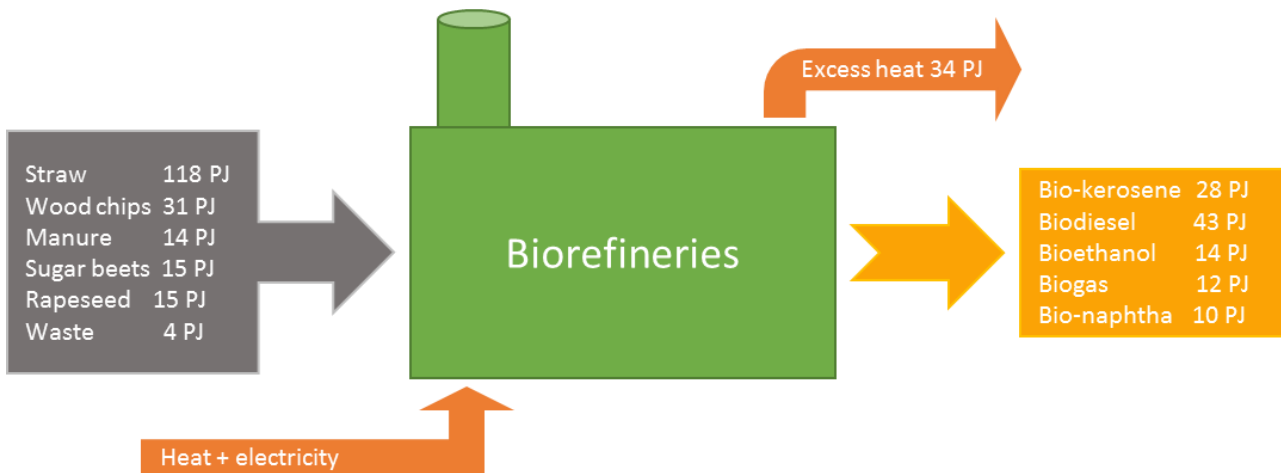 Excess heat 34 PJ
Straw 118 PJ
Wood chips 31 PJ
Manure 14 PJ
Sugar beets 15 PJ
Rapeseed 15 PJ
Waste 4 PJ
Biorefineries
Bio-kerosene 28 PJ
Biodiesel 43 PJ
Bioethanol 14 PJ
Biogas 12 PJ
Bio-naphtha 10 PJ
Heat + electricity